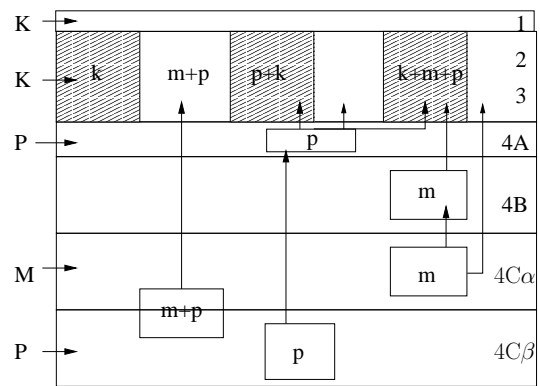 K 1
K k m+p p+k k+m+p 2
3
P p 4A
m 4B
M m 4Cα
m+p
P p 4Cβ